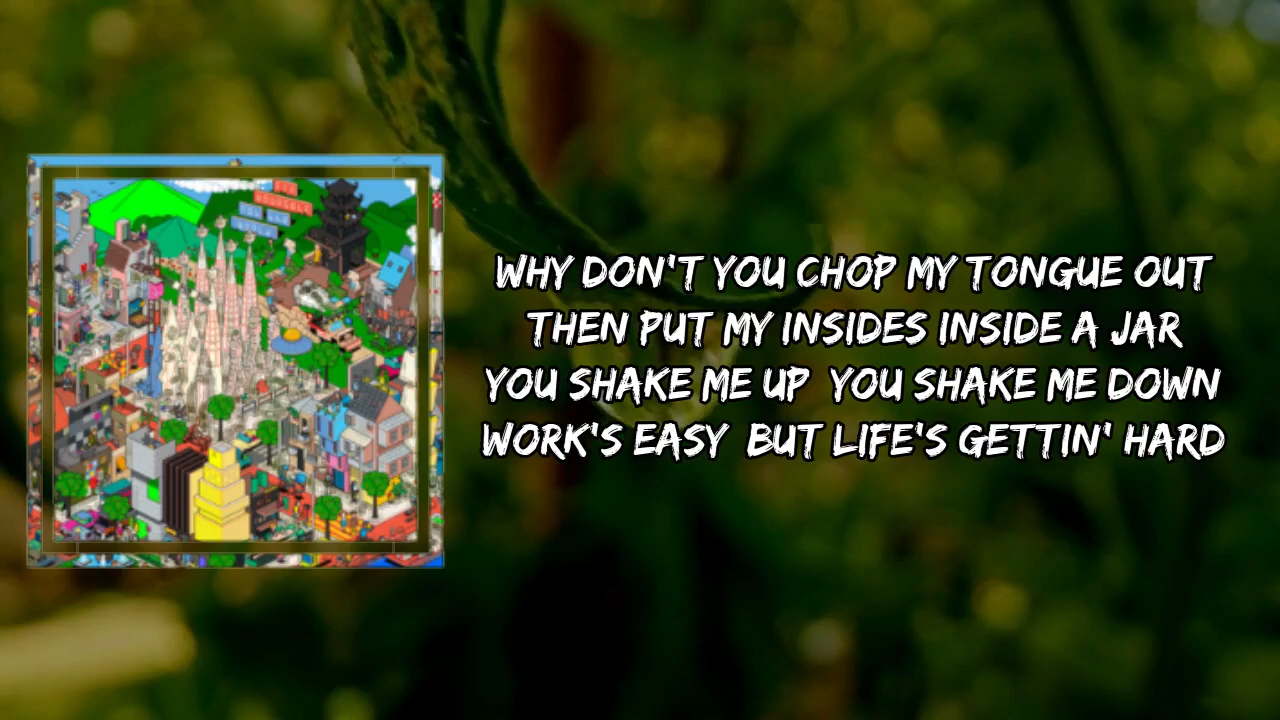 WHY DON'T YOU CHOP MY TONGUE OUT
THEN PUT MY INSIDES INSIDE A JAR
YOU SHAKE ME UP YOU SHAKE ME DOWN
WORK'S EASY BUT LIFE'S GETTIN' HARD